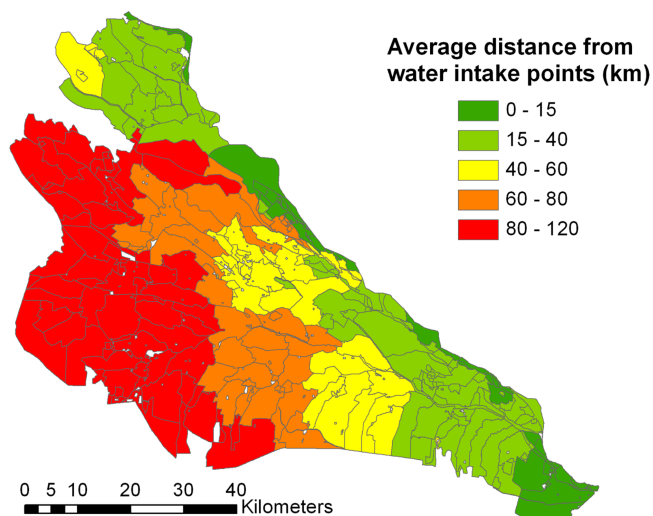 Average distance from
water intake points (km)
0 - 15
15 - 40
40 - 60
60 - 80
80 - 120
0 5 10 20 30 40
Kilometers